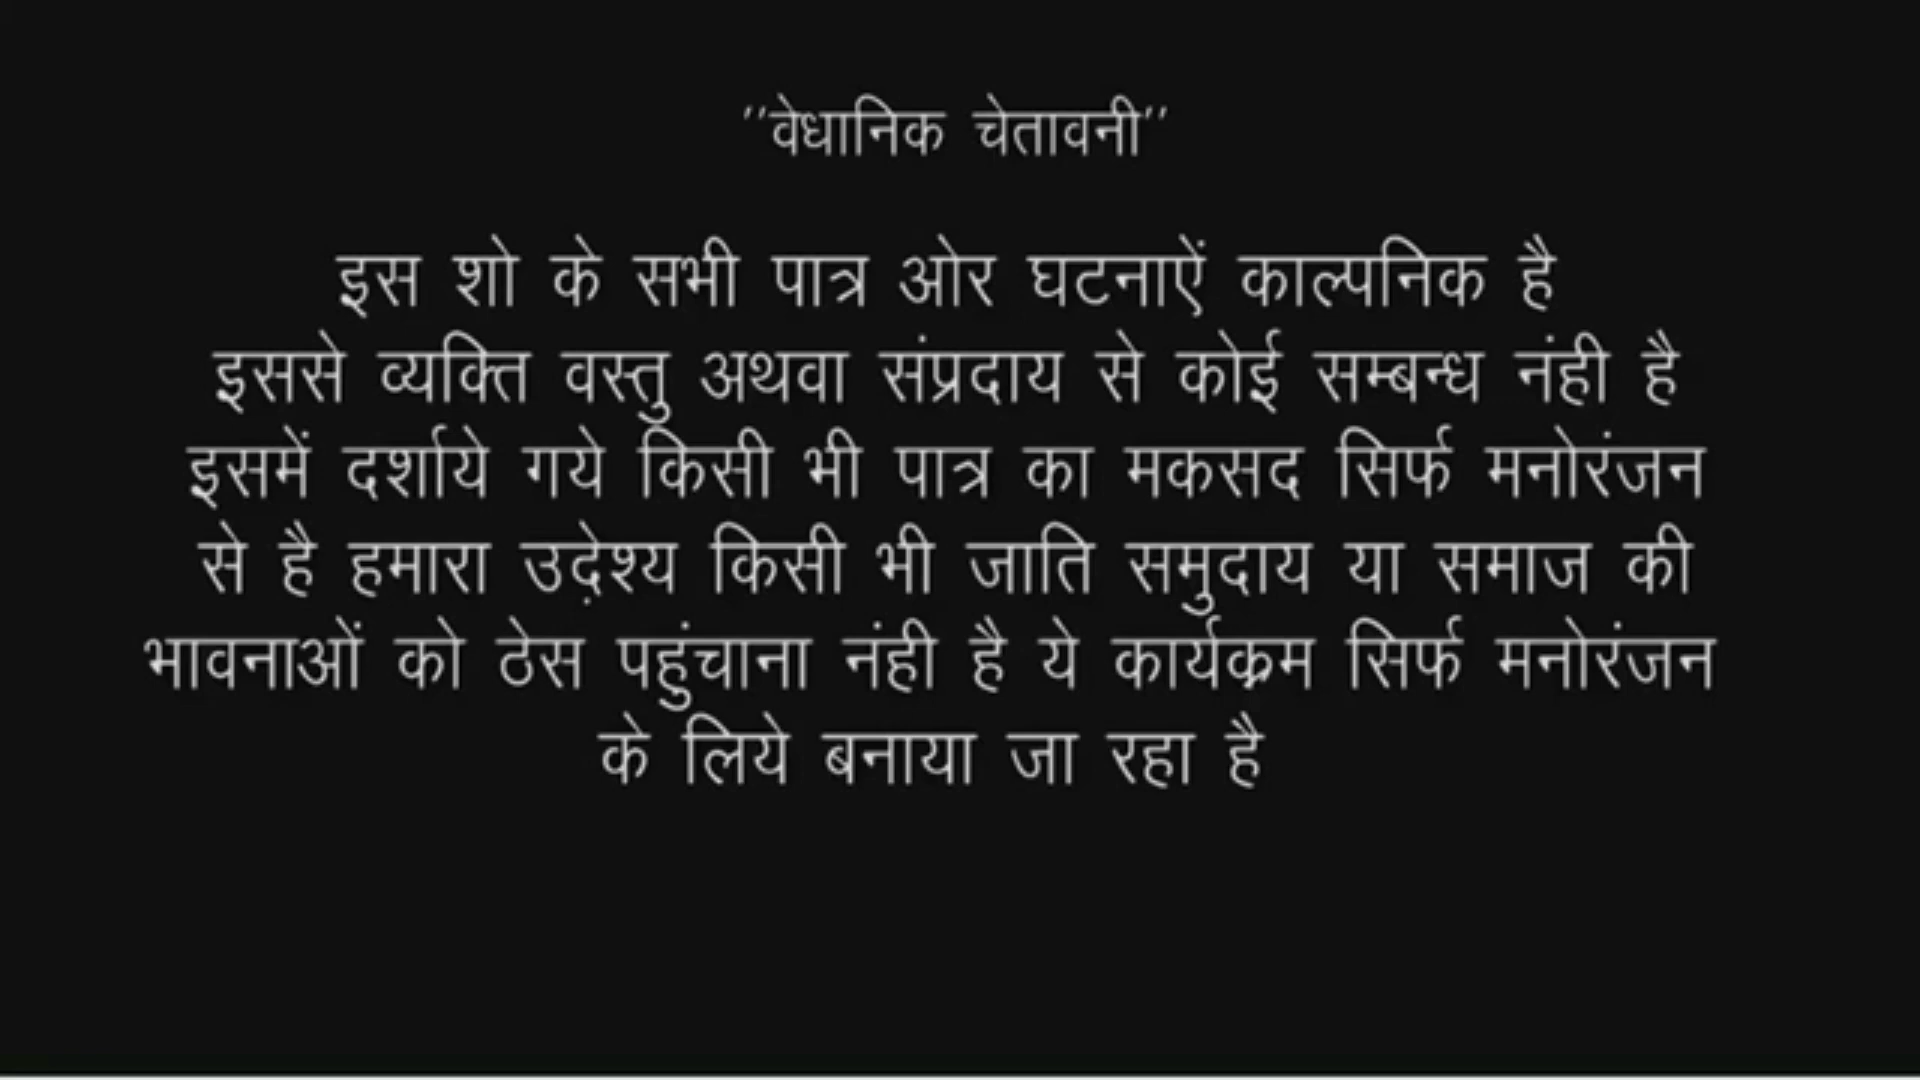 ''वेधानिक चेतावनी''
इस शो के सभी पात्र ओर घटनाऐं काल्पनिक है
इससे व्यक्ति वस्तु अथवा संप्रदाय से कोई सम्बन्ध नंही है
इसमें दर्शाये गये किसी भी पात्र का मकसद सिर्फ मनोरंजन
से है हमारा उद़ेश्य किसी भी जाति समुदाय या समाज की
भावनाओं को ठेस पहुंचाना नंही है ये कार्यक्रम सिर्फ मनोरंजन
के लिये बनाया जा रहा है